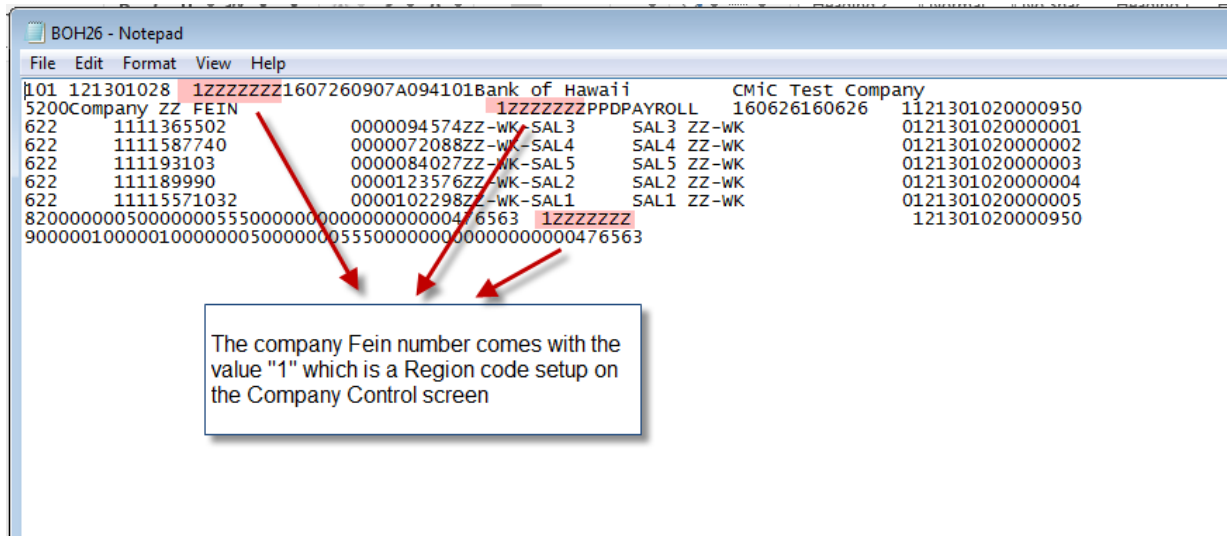 BOH26 - Notepad
File Edit Format View Help
101 121301028 1ZZZZZZZ1607260907A094101Bank of Hawaii CMiC Test Company
5200Company ZZ FEIN 1ZZZZZZZPPDPAYROLL 160626160626 1121301020000950
622 1111365502 0000094574ZZ-WK-SAL3 SAL3 ZZ-WK 0121301020000001
622 1111587740 0000072088ZZ-WK-SAL4 SAL4 ZZ-WK 0121301020000002
622 111193103 0000084027ZZ-WK-SAL5 SAL5 ZZ-WK 0121301020000003
622 111189990 0000123576ZZ-WK-SAL2 SAL2 ZZ-WK 0121301020000004
622 11115571032 0000102298ZZ-WK-SAL1 SAL1 ZZ-WK 0121301020000005
82000000050000000555000000000000000000476563 1ZZZZZZZ 121301020000950
9000001000001000000050000000555000000000000000000476563
The company Fein number comes with the
value "1" which is a Region code setup on
the Company Control screen